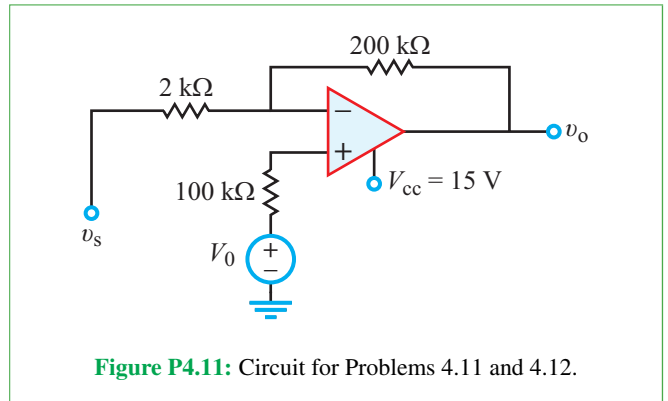 200 kΩ
2 kΩ
−
+
υo
Vcc = 15 V
100 kΩ
υs
V0
+
−
Figure P4.11: Circuit for Problems 4.11 and 4.12.